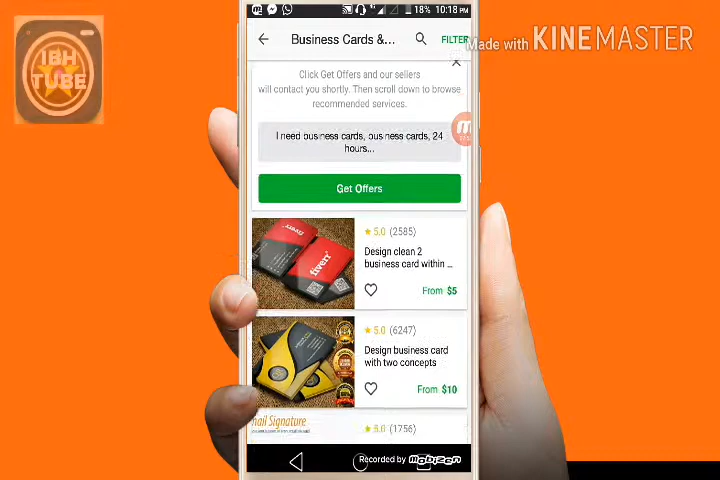 IBH
TUBE
18% 10:18 PM
Business Cards &...
FILTER
Made with KINEMASTER
Click Get Offers and our sellers
will contact you shortly. Then scroll down to browse
recommended services.
I need business cards, business cards, 24
hours...
Get Offers
5.0 (2585)
Design clean 2
business card within ...
From $5
fiverr
5.0 (6247)
Design business card
with two concepts
From $10
nail Signature
5.0 (1756)
Recorded by mobizen